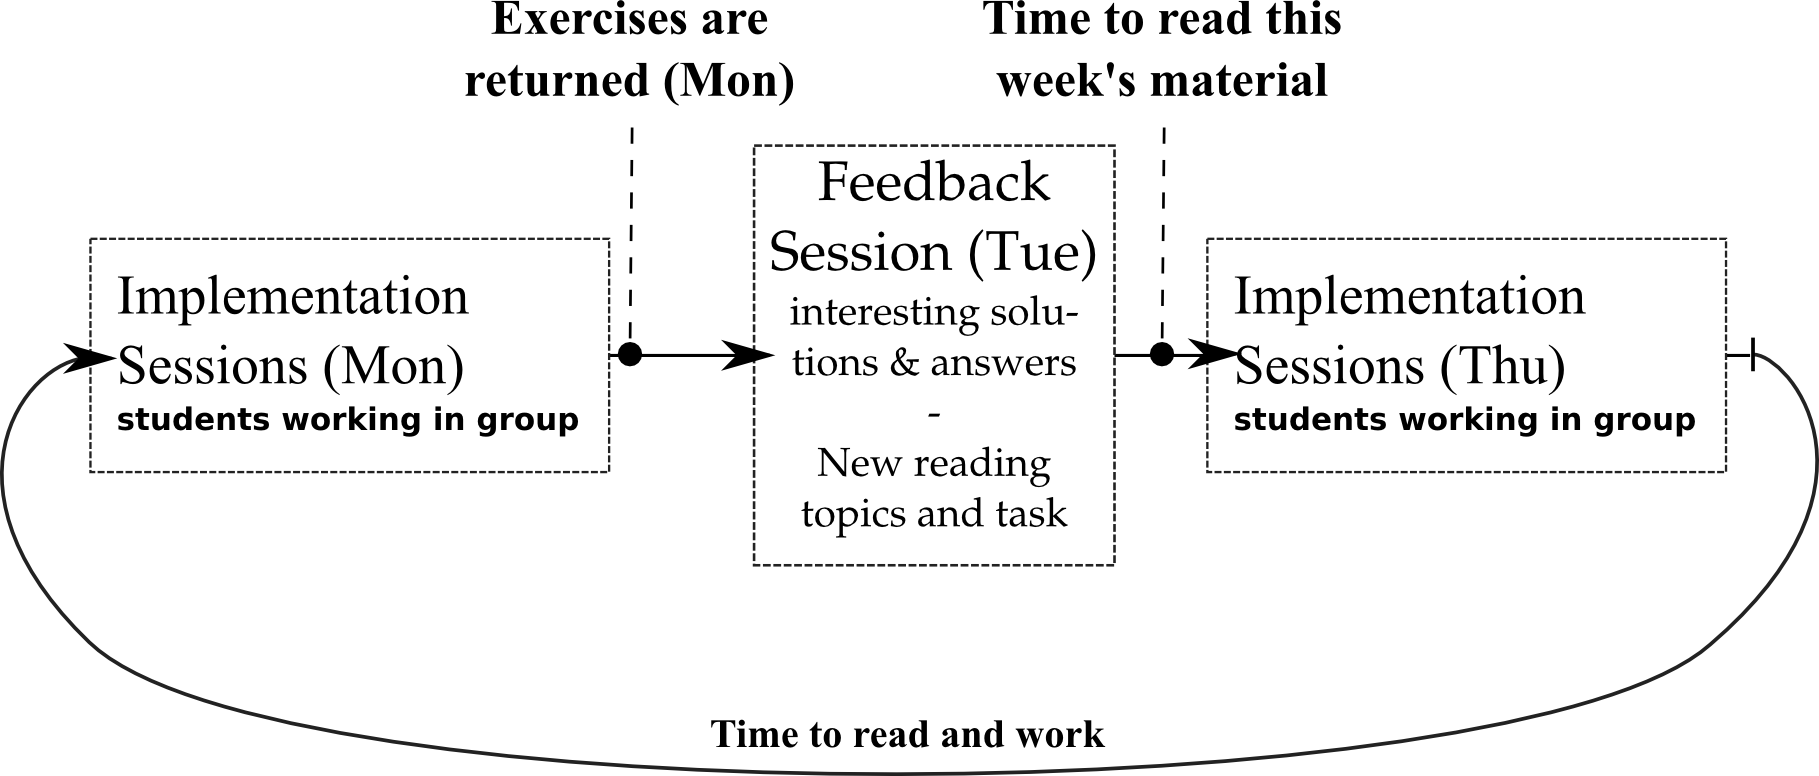 Exercises are
returned (Mon)
Time to read this
week's material
Implementation
Sessions (Mon)
students working in group
Feedback
Session (Tue)
interesting solu-
tions & answers
-
New reading
topics and task
Implementation
Sessions (Thu)
students working in group
Time to read and work